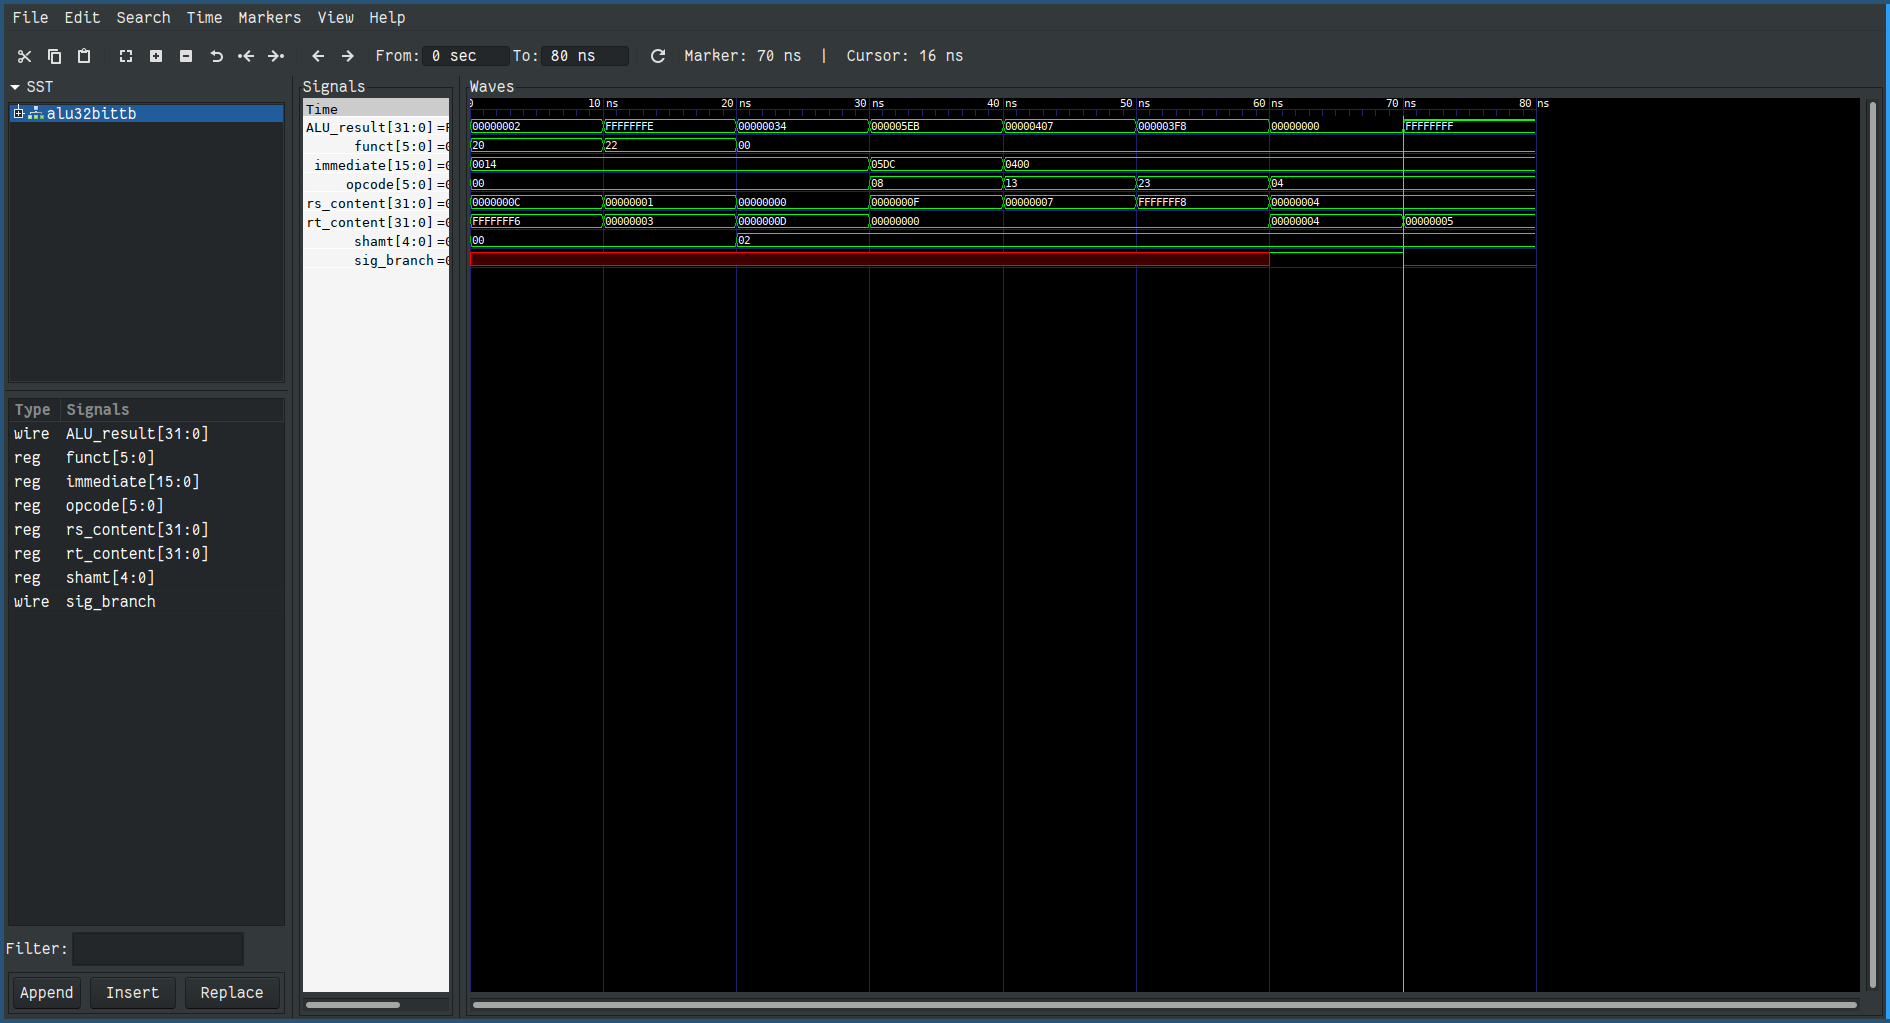 File Edit Search Time Markers View Help
From: 0 sec To: 80 ns Marker: 70 ns | Cursor: 16 ns
SST
alu32bittb
Type Signals
wire ALU_result[31:0]
reg funct[5:0]
reg immediate[15:0]
reg opcode[5:0]
reg rs_content[31:0]
reg rt_content[31:0]
reg shamt[4:0]
wire sig_branch
Filter:
Append Insert Replace
Signals
Time
ALU_result[31:0] =F
funct[5:0] =0
immediate[15:0] =0
opcode[5:0] =0
rs_content[31:0] =0
rt_content[31:0] =0
shamt[4:0] =0
sig_branch =0
Waves
0 10 ns 20 ns 30 ns 40 ns 50 ns 60 ns 70 ns 80 ns
00000002 FFFFFFFE 00000034 000005EB 00000407 000003F8 00000000 FFFFFFFF
20 22 00
0014 05DC 0400
00 08 13 23 04
0000000C 00000001 00000000 0000000F 00000007 FFFFFFF8 00000004
FFFFFFF6 00000003 0000000D 00000000 00000004 00000005
00 02